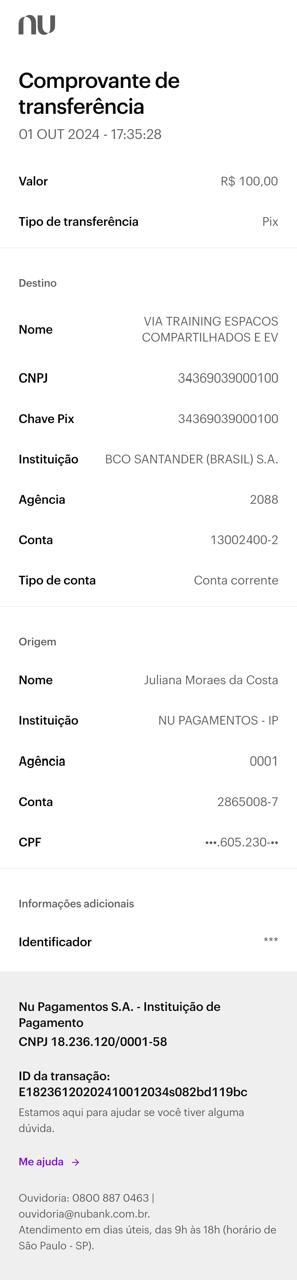 nu
Comprovante de
transferência
01 OUT 2024 - 17:35:28
Valor R$ 100,00
Tipo de transferência Pix
Destino
Nome VIA TRAINING ESPACOS
COMPARTILHADOS E EV
CNPJ 34369039000100
Chave Pix 34369039000100
Instituição BCO SANTANDER (BRASIL) S.A.
Agência 2088
Conta 13002400-2
Tipo de conta Conta corrente
Origem
Nome Juliana Moraes da Costa
Instituição NU PAGAMENTOS - IP
Agência 0001
Conta 2865008-7
CPF •••.605.230-••
Informações adicionais
Identificador ***
Nu Pagamentos S.A. - Instituição de
Pagamento
CNPJ 18.236.120/0001-58
ID da transação:
E18236120202410012034s082bd119bc
Estamos aqui para ajudar se você tiver alguma
dúvida.
Me ajuda →
Ouvidoria: 0800 887 0463 |
ouvidoria@nubank.com.br.
Atendimento em dias úteis, das 9h às 18h (horário de
São Paulo - SP).